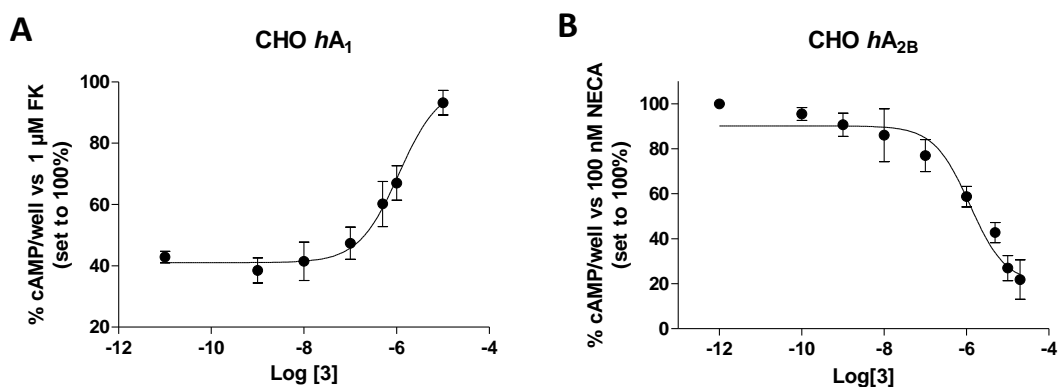 A
CHO hA1
% cAMP/well vs 1 µM FK
(set to 100%)
100
80
60
40
20
-12
-10
-8
-6
-4
Log [3]
B
CHO hA2B
% cAMP/well vs 100 nM NECA
(set to 100%)
100
80
60
40
20
0
-12
-10
-8
-6
-4
Log[3]